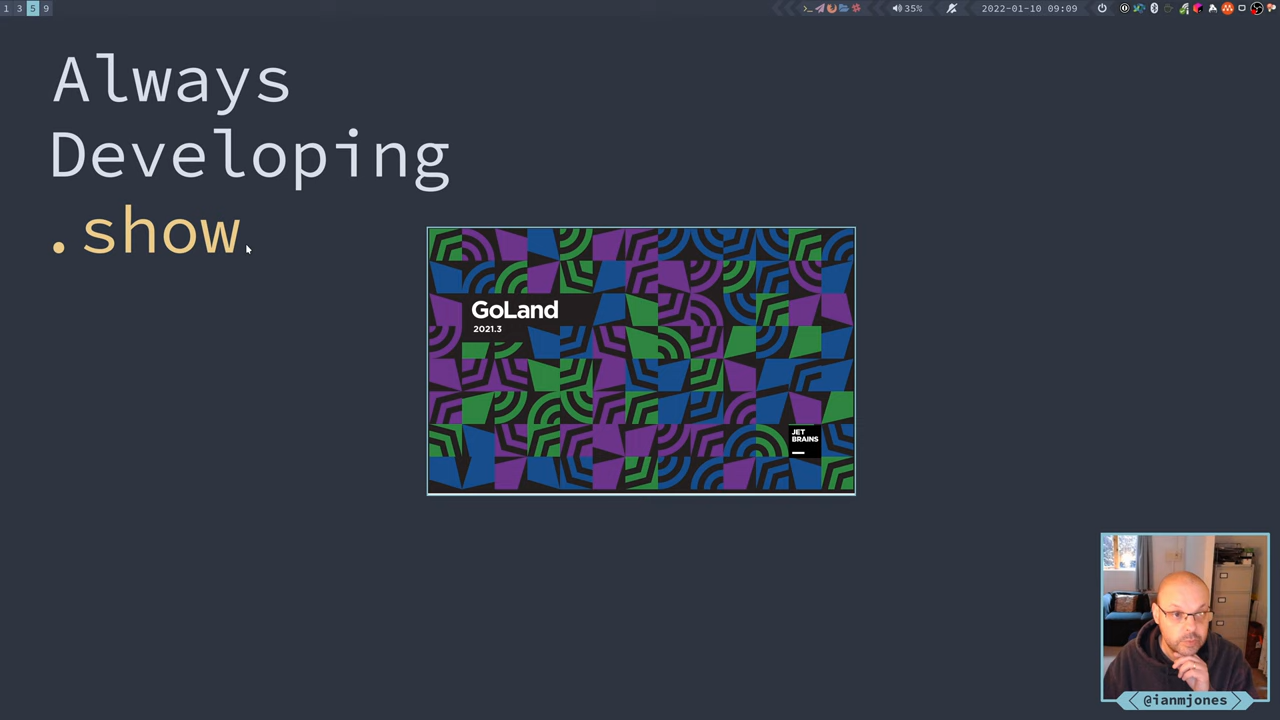 1 3 5 9
35%
2022-01-10 09:09
Always
Developing
.show
GoLand
2021.3
JET
BRAINS
@ianmjones